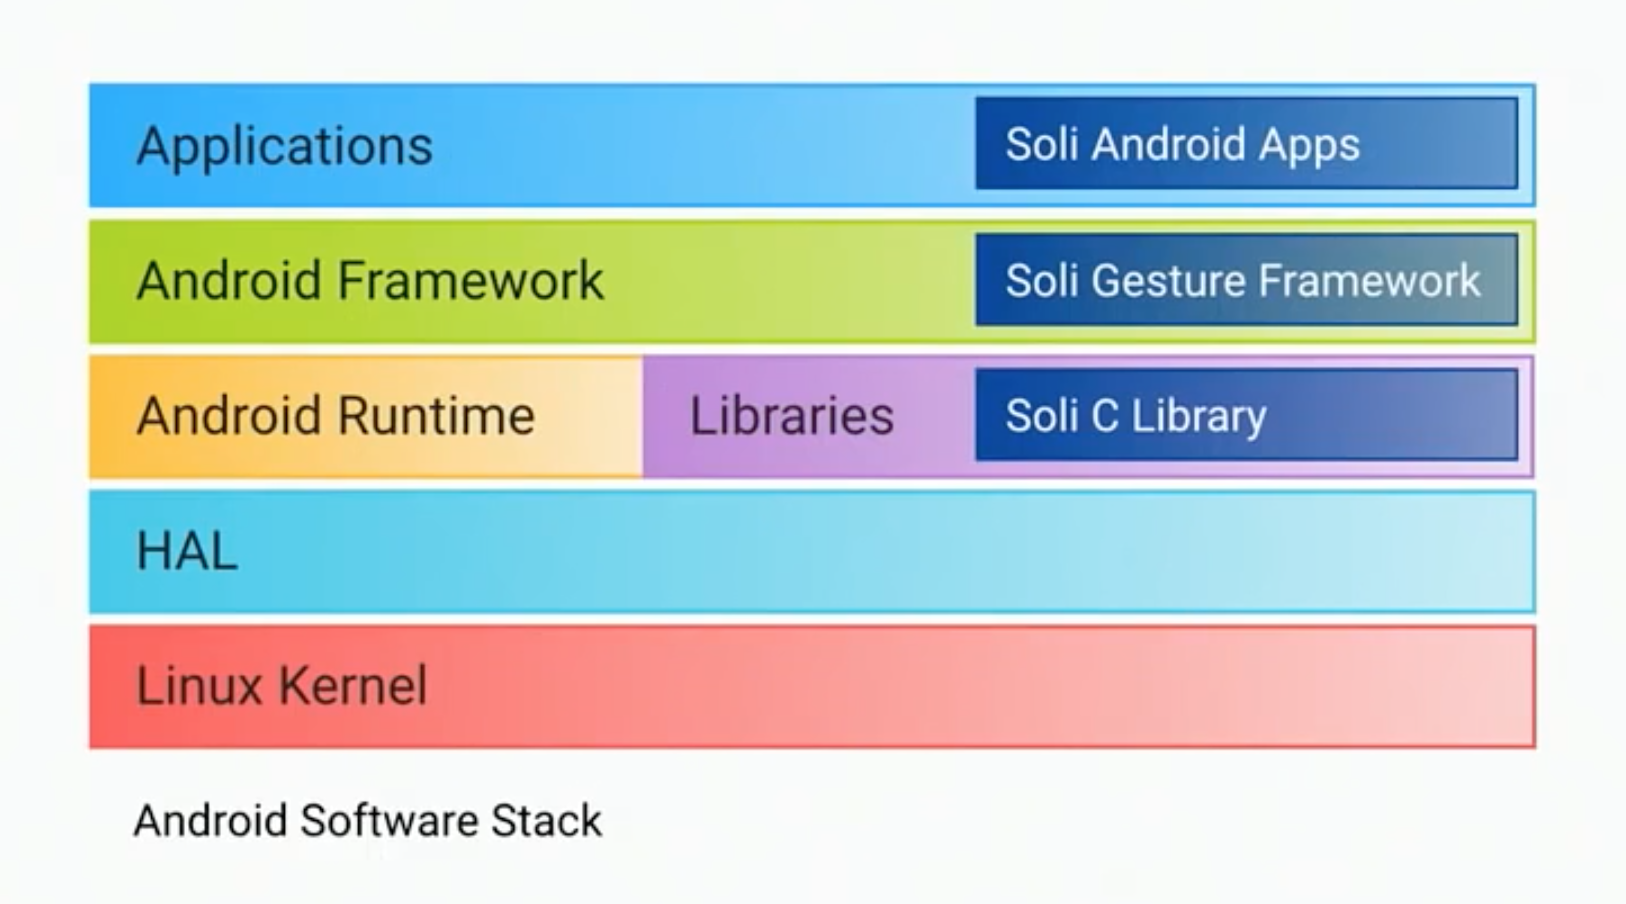 Applications
Soli Android Apps
Android Framework
Soli Gesture Framework
Android Runtime
Libraries
Soli C Library
HAL
Linux Kernel
Android Software Stack